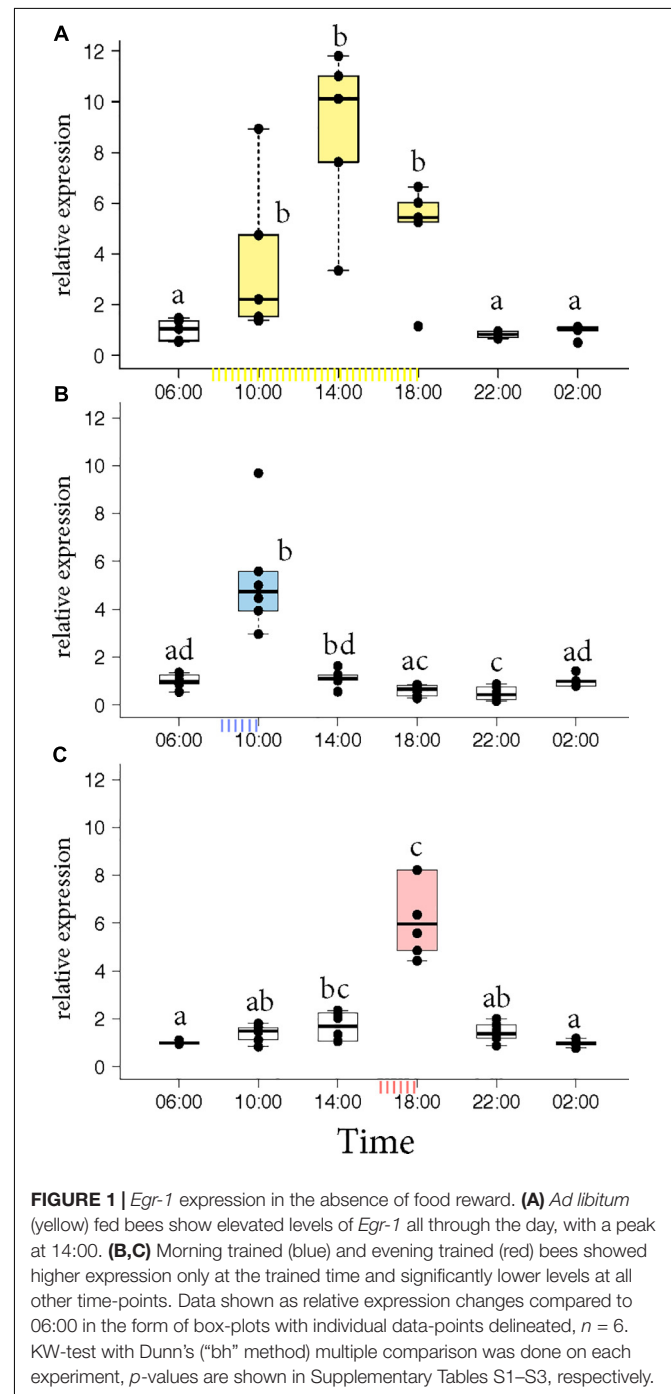 A
12
10
8
6
4
2
0
relative expression
a
b
b
b
a
a
06:00 10:00 14:00 18:00 22:00 02:00
B
12
10
8
6
4
2
0
relative expression
ad
b
bd
ac
c
ad
06:00 10:00 14:00 18:00 22:00 02:00
C
12
10
8
6
4
2
0
relative expression
a
ab
bc
c
ab
a
06:00 10:00 14:00 18:00 22:00 02:00
Time
FIGURE 1 | Egr-1 expression in the absence of food reward. (A) Ad libitum
(yellow) fed bees show elevated levels of Egr-1 all through the day, with a peak
at 14:00. (B,C) Morning trained (blue) and evening trained (red) bees showed
higher expression only at the trained time and significantly lower levels at all
other time-points. Data shown as relative expression changes compared to
06:00 in the form of box-plots with individual data-points delineated, n = 6.
KW-test with Dunn's ("bh" method) multiple comparison was done on each
experiment, p-values are shown in Supplementary Tables S1–S3, respectively.